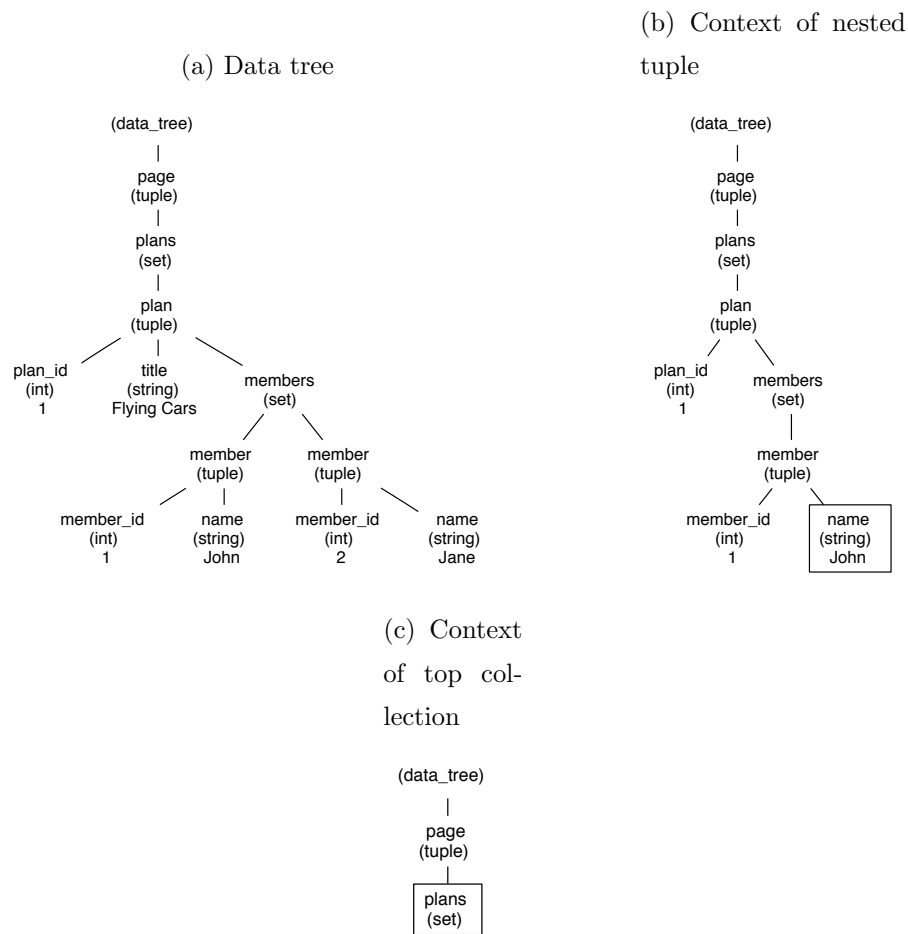 (a) Data tree
(data_tree)
page
(tuple)
plans
(set)
plan
(tuple)
plan_id
(int)
1
title
(string)
Flying Cars
members
(set)
member
(tuple)
member
(tuple)
member_id
(int)
1
name
(string)
John
member_id
(int)
2
name
(string)
Jane
(b) Context of nested
tuple
(data_tree)
page
(tuple)
plans
(set)
plan
(tuple)
plan_id
(int)
1
members
(set)
member
(tuple)
member_id
(int)
1
name
(string)
John
(c) Context
of top col-
lection
(data_tree)
page
(tuple)
plans
(set)